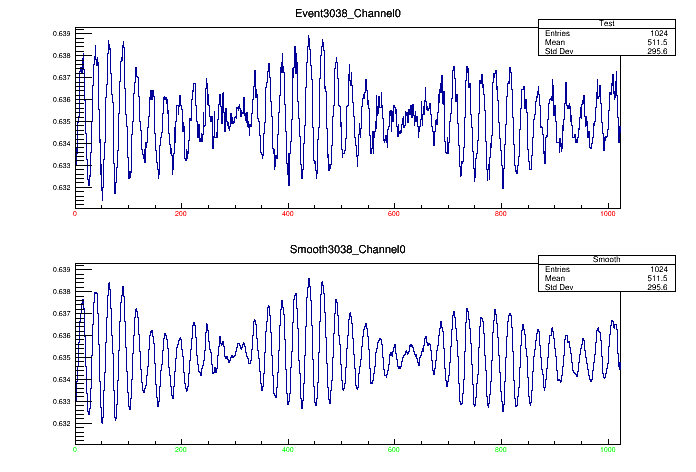 Event3038_Channel0
Test
Entries 1024
Mean 511.5
Std Dev 295.6
0.639
0.638
0.637
0.636
0.635
0.634
0.633
0.632
0 200 400 600 800 1000
Smooth3038_Channel0
Smooth
Entries 1024
Mean 511.5
Std Dev 295.6
0.639
0.638
0.637
0.636
0.635
0.634
0.633
0.632
0 200 400 600 800 1000